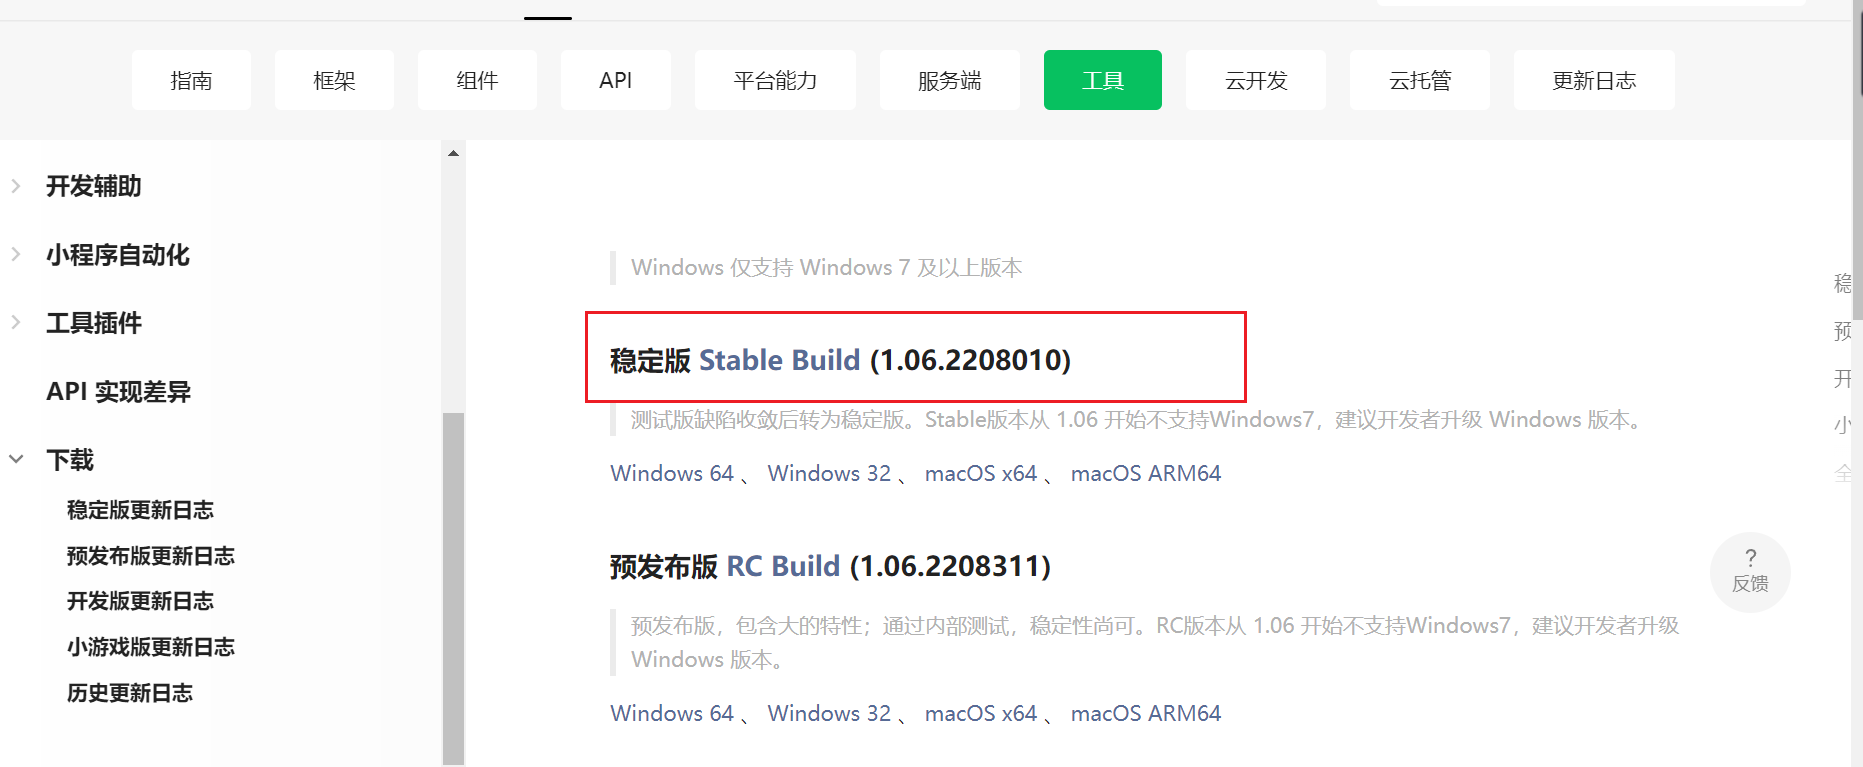 指南 框架 组件 API 平台能力 服务端 工具 云开发 云托管 更新日志
开发辅助
小程序自动化
工具插件
API 实现差异
下载
稳定版更新日志
预发布版更新日志
开发版更新日志
小游戏版更新日志
历史更新日志
Windows 仅支持 Windows 7 及以上版本
稳定版 Stable Build (1.06.2208010)
测试版缺陷收敛后转为稳定版。Stable版本从 1.06 开始不支持Windows7，建议开发者升级 Windows 版本。
Windows 64 、 Windows 32 、 macOS x64 、 macOS ARM64
预发布版 RC Build (1.06.2208311)
预发布版，包含大的特性；通过内部测试，稳定性尚可。RC版本从 1.06 开始不支持Windows7，建议开发者升级
Windows 版本。
Windows 64 、 Windows 32 、 macOS x64 、 macOS ARM64
稳
预
开
小
全
?
反馈